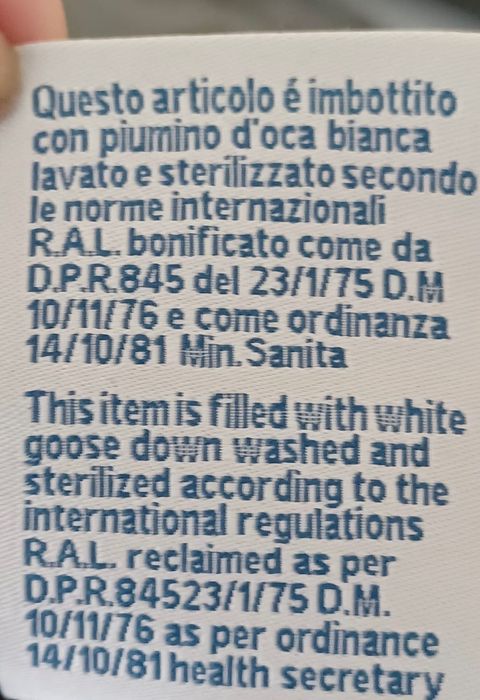 Questo articolo é imbottito
con piumino d'oca bianca
lavato e sterilizzato secondo
le norme internazionali
R.A.L. bonificato come da
D.P.R.845 del 23/1/75 D.M
10/11/76 e come ordinanza
14/10/81 Min. Sanita
This item is filled with white
goose down washed and
sterilized according to the
international regulations
R.A.L. reclaimed as per
D.P.R.84523/1/75 D.M.
10/11/76 as per ordinance
14/10/81 health secretary